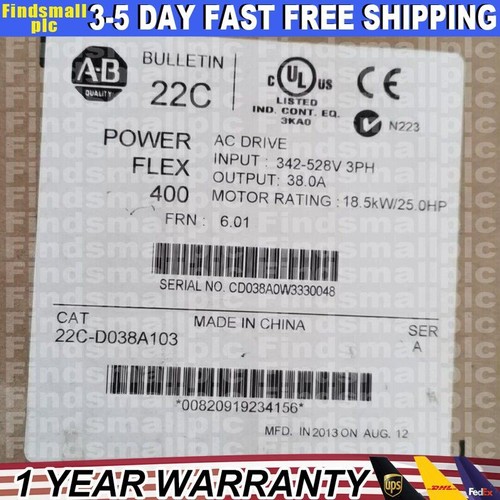 Findsmall
plc
3-5 DAY FAST FREE SHIPPING
A-B
QUALITY
BULLETIN
22C
C UL US
LISTED
IND. CONT. EQ.
3KA0
CE
N223
POWER
FLEX
400
AC DRIVE
INPUT : 342-528V 3PH
OUTPUT: 38.0A
MOTOR RATING : 18.5kW/25.0HP
FRN : 6.01
SERIAL NO. CD038A0W3330048
CAT
22C-D038A103
MADE IN CHINA
SER
A
*00820919234156*
MFD. IN 2013 ON AUG. 12
1 YEAR WARRANTY
ups
DHL
FedEx